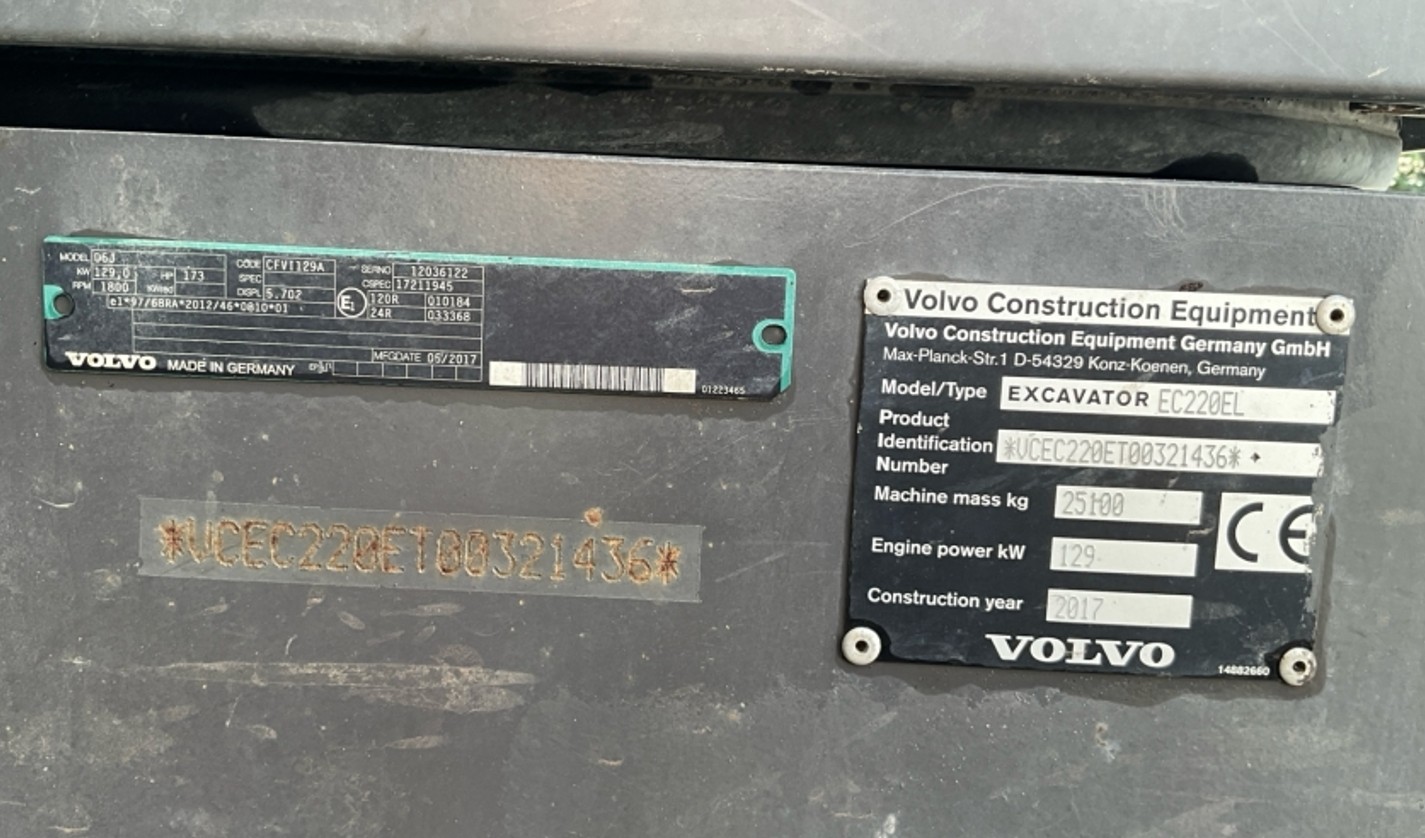 MODEL D6J
KW 129,0 HP 173
RPM 1800
CODE CFVI129A
SPEC
DISPL 5.702
SERNO 12036122
CSPEC 17211945
E1 120R 010184
24R 033368
e1*97/68RA*2012/46*0810*01
MFGDATE 05/2017
VOLVO MADE IN GERMANY
01223465
*VCEC220ET00321436*
Volvo Construction Equipment
Volvo Construction Equipment Germany GmbH
Max-Planck-Str.1 D-54329 Konz-Koenen, Germany
Model/Type EXCAVATOR EC220EL
Product
Identification *VCEC220ET00321436*
Number
Machine mass kg 25100
CE
Engine power kW 129
Construction year 2017
VOLVO
14882660